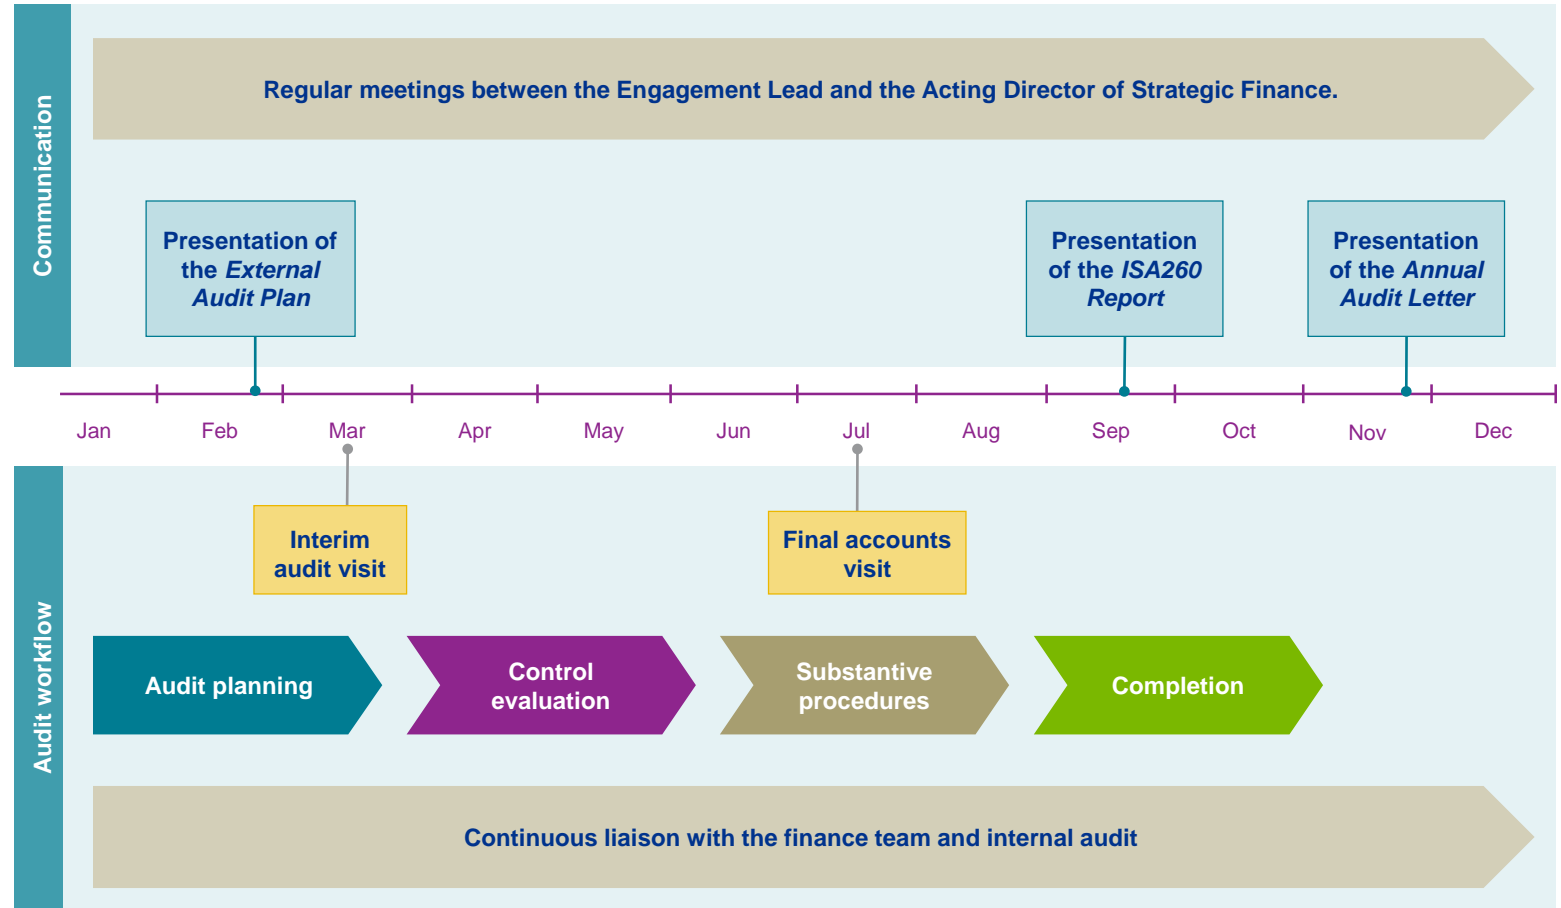 Communication
Regular meetings between the Engagement Lead and the Acting Director of Strategic Finance.
Presentation of
the External
Audit Plan
Presentation
of the ISA260
Report
Presentation
of the Annual
Audit Letter
Jan Feb Mar Apr May Jun Jul Aug Sep Oct Nov Dec
Audit workflow
Interim
audit visit
Final accounts
visit
Audit planning
Control
evaluation
Substantive
procedures
Completion
Continuous liaison with the finance team and internal audit